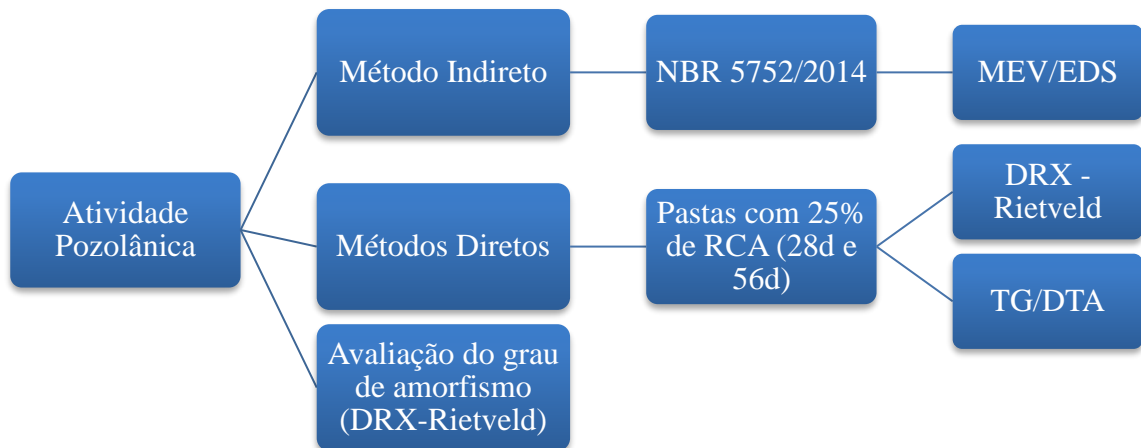 Atividade
Pozolânica
Método Indireto
NBR 5752/2014
MEV/EDS
Métodos Diretos
Pastas com 25%
de RCA (28d e
56d)
DRX -
Rietveld
TG/DTA
Avaliação do grau
de amorfismo
(DRX-Rietveld)